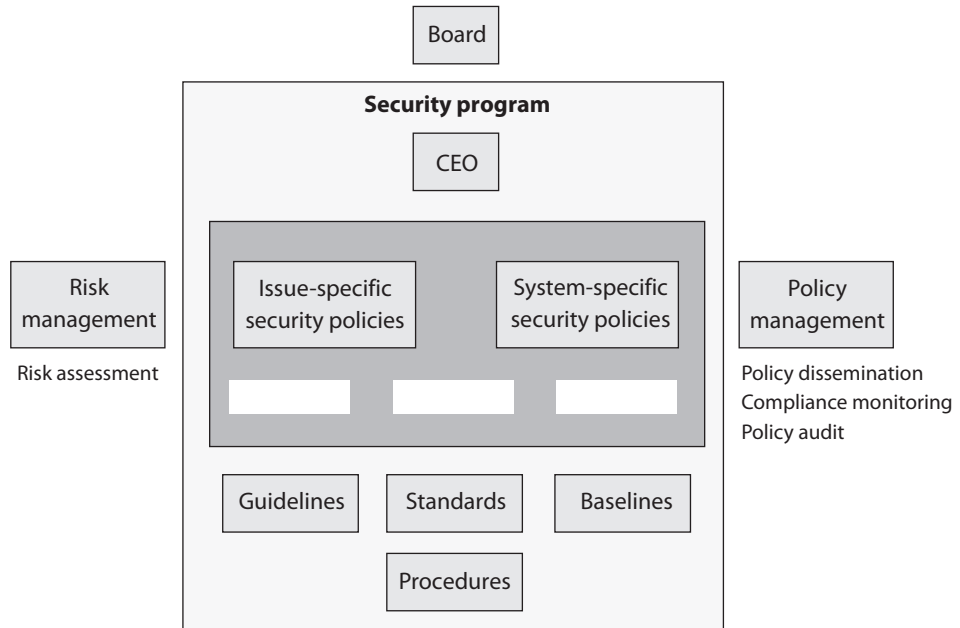 Board
Security program
CEO
Risk
management
Risk assessment
Issue-specific
security policies
System-specific
security policies
Policy
management
Policy dissemination
Compliance monitoring
Policy audit
Guidelines
Standards
Baselines
Procedures